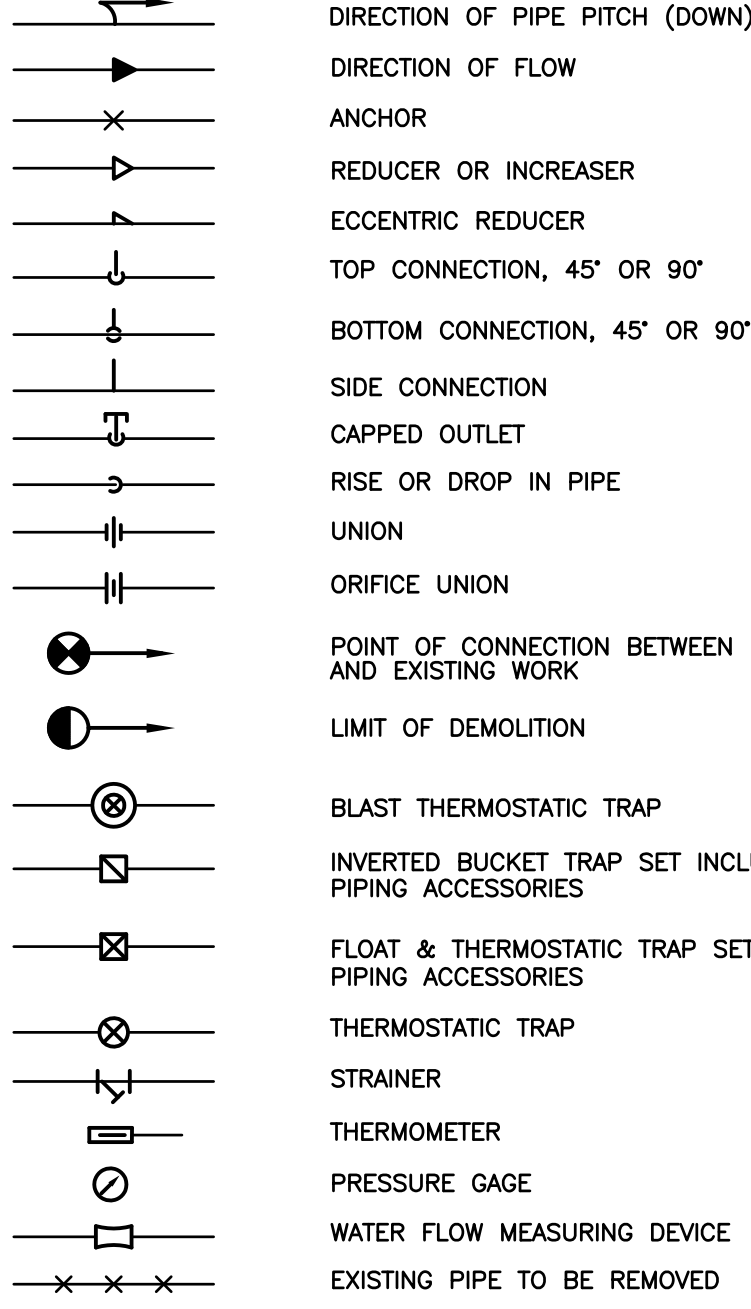 DIRECTION OF PIPE PITCH (DOWN)
DIRECTION OF FLOW
ANCHOR
REDUCER OR INCREASER
ECCENTRIC REDUCER
TOP CONNECTION, 45° OR 90°
BOTTOM CONNECTION, 45° OR 90°
SIDE CONNECTION
CAPPED OUTLET
RISE OR DROP IN PIPE
UNION
ORIFICE UNION
POINT OF CONNECTION BETWEEN
AND EXISTING WORK
LIMIT OF DEMOLITION
BLAST THERMOSTATIC TRAP
INVERTED BUCKET TRAP SET
PIPING ACCESSORIES
FLOAT & THERMOSTATIC TRAP SET
PIPING ACCESSORIES
THERMOSTATIC TRAP
STRAINER
THERMOMETER
PRESSURE GAGE
WATER FLOW MEASURING DEVICE
EXISTING PIPE TO BE REMOVED